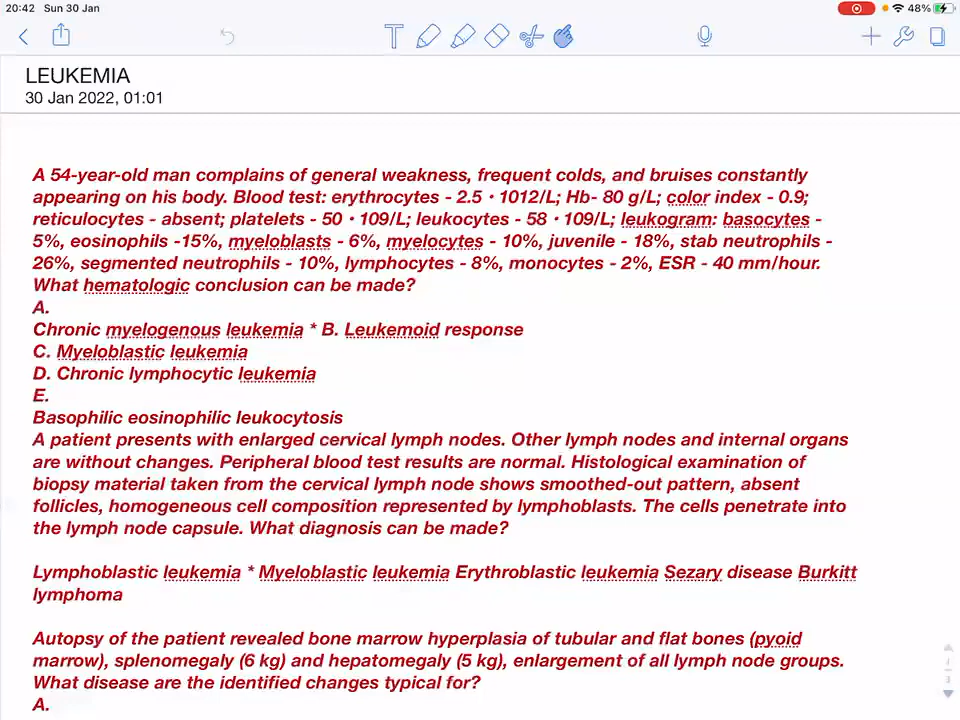 20:42 Sun 30 Jan
48%
T
LEUKEMIA
30 Jan 2022, 01:01
A 54-year-old man complains of general weakness, frequent colds, and bruises constantly
appearing on his body. Blood test: erythrocytes - 2.5 · 1012/L; Hb- 80 g/L; color index - 0.9;
reticulocytes - absent; platelets - 50 · 109/L; leukocytes - 58 · 109/L; leukogram: basocytes -
5%, eosinophils -15%, myeloblasts - 6%, myelocytes - 10%, juvenile - 18%, stab neutrophils -
26%, segmented neutrophils - 10%, lymphocytes - 8%, monocytes - 2%, ESR - 40 mm/hour.
What hematologic conclusion can be made?
A.
Chronic myelogenous leukemia * B. Leukemoid response
C. Myeloblastic leukemia
D. Chronic lymphocytic leukemia
E.
Basophilic eosinophilic leukocytosis
A patient presents with enlarged cervical lymph nodes. Other lymph nodes and internal organs
are without changes. Peripheral blood test results are normal. Histological examination of
biopsy material taken from the cervical lymph node shows smoothed-out pattern, absent
follicles, homogeneous cell composition represented by lymphoblasts. The cells penetrate into
the lymph node capsule. What diagnosis can be made?
Lymphoblastic leukemia * Myeloblastic leukemia Erythroblastic leukemia Sezary disease Burkitt
lymphoma
Autopsy of the patient revealed bone marrow hyperplasia of tubular and flat bones (pyoid
marrow), splenomegaly (6 kg) and hepatomegaly (5 kg), enlargement of all lymph node groups.
What disease are the identified changes typical for?
A.